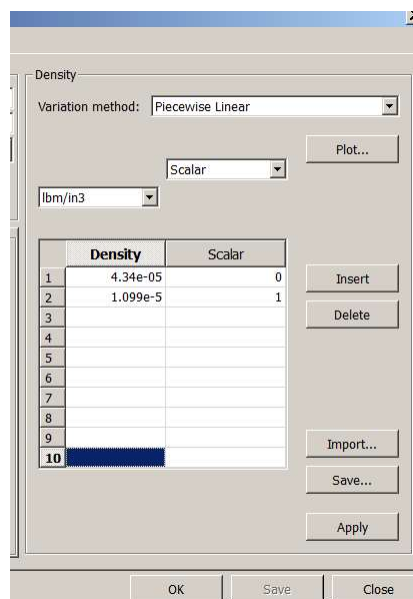 Density
Variation method: Piecewise Linear
Plot...
Scalar
lbm/in3
Density Scalar
1 4.34e-05 0
2 1.099e-5 1
3
4
5
6
7
8
9
10
Insert
Delete
Import...
Save...
Apply
OK Save Close